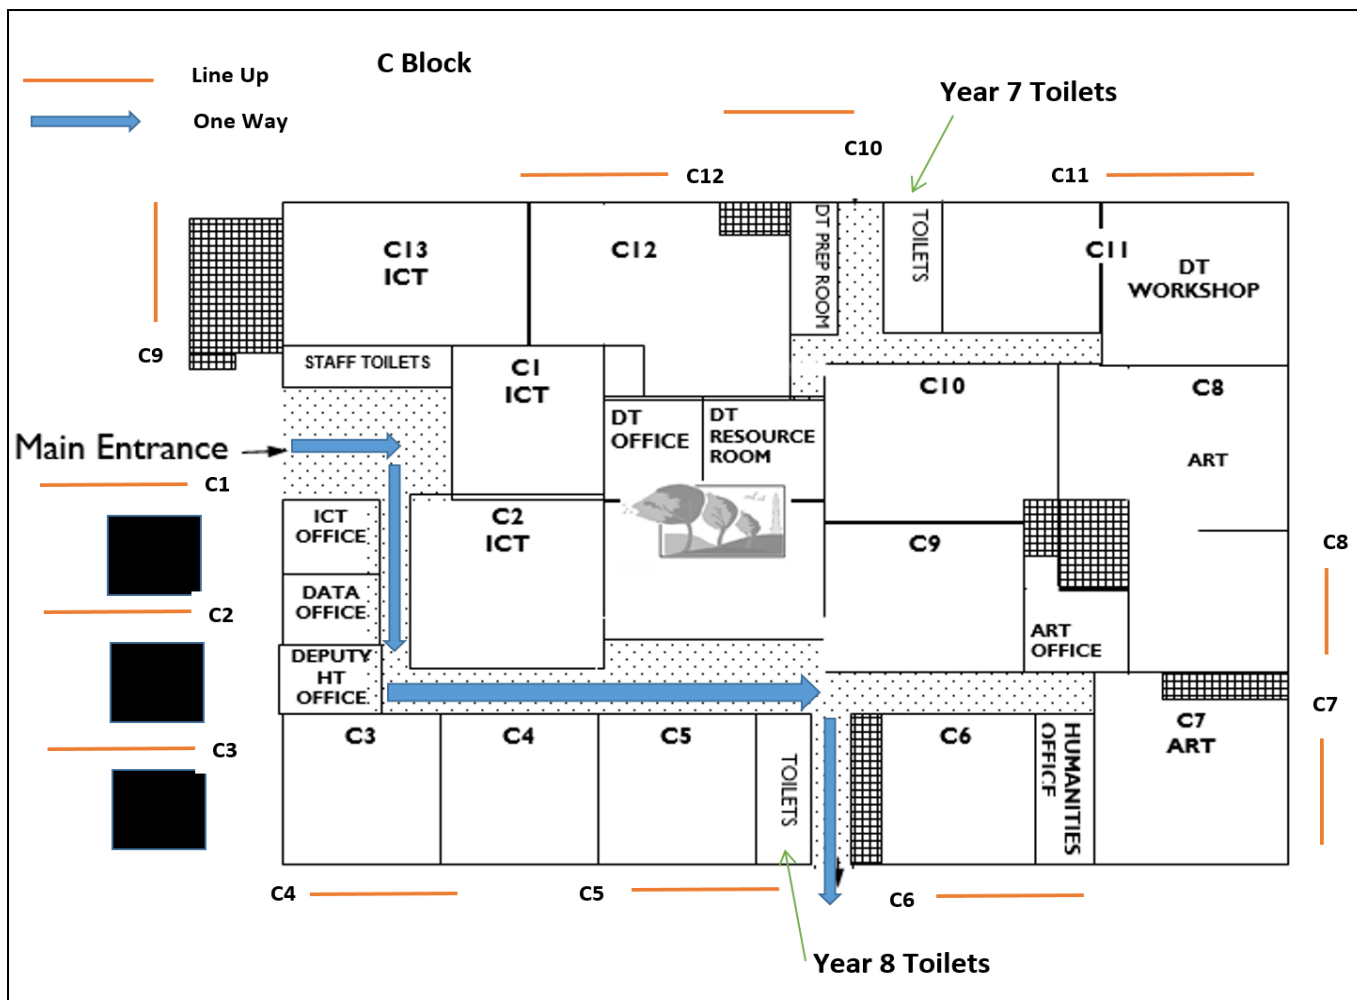 C Block
Line Up
One Way
Year 7 Toilets
C10
C12
C11
C9
C13
ICT
C12
DT PREP ROOM
TOILETS
C11
DT
WORKSHOP
STAFF TOILETS
C1
ICT
C10
C8
ART
DT
OFFICE
DT
RESOURCE
ROOM
Main Entrance
C1
ICT
OFFICE
C2
ICT
C9
C8
DATA
OFFICE
C2
ART
OFFICE
DEPUTY
HT
OFFICE
C3
C3
C4
C5
TOILETS
C6
HUMANITIES
OFFICE
C7
ART
C7
C4
C5
C6
Year 8 Toilets